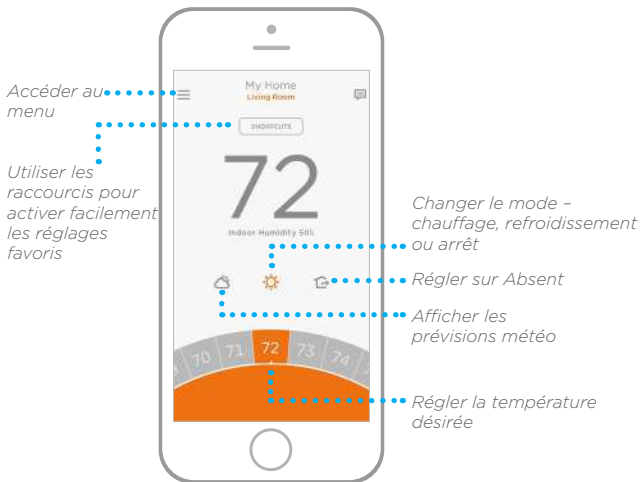 Accéder au
menu
Utiliser les
raccourcis pour
activer facilement
les réglages
favoris
My Home
Living Room
SHORTCUTS
72
Indoor Humidity 50%
70 71 72 73 74
Changer le mode –
chauffage, refroidissement
ou arrêt
Régler sur Absent
Afficher les
prévisions météo
Régler la température
désirée